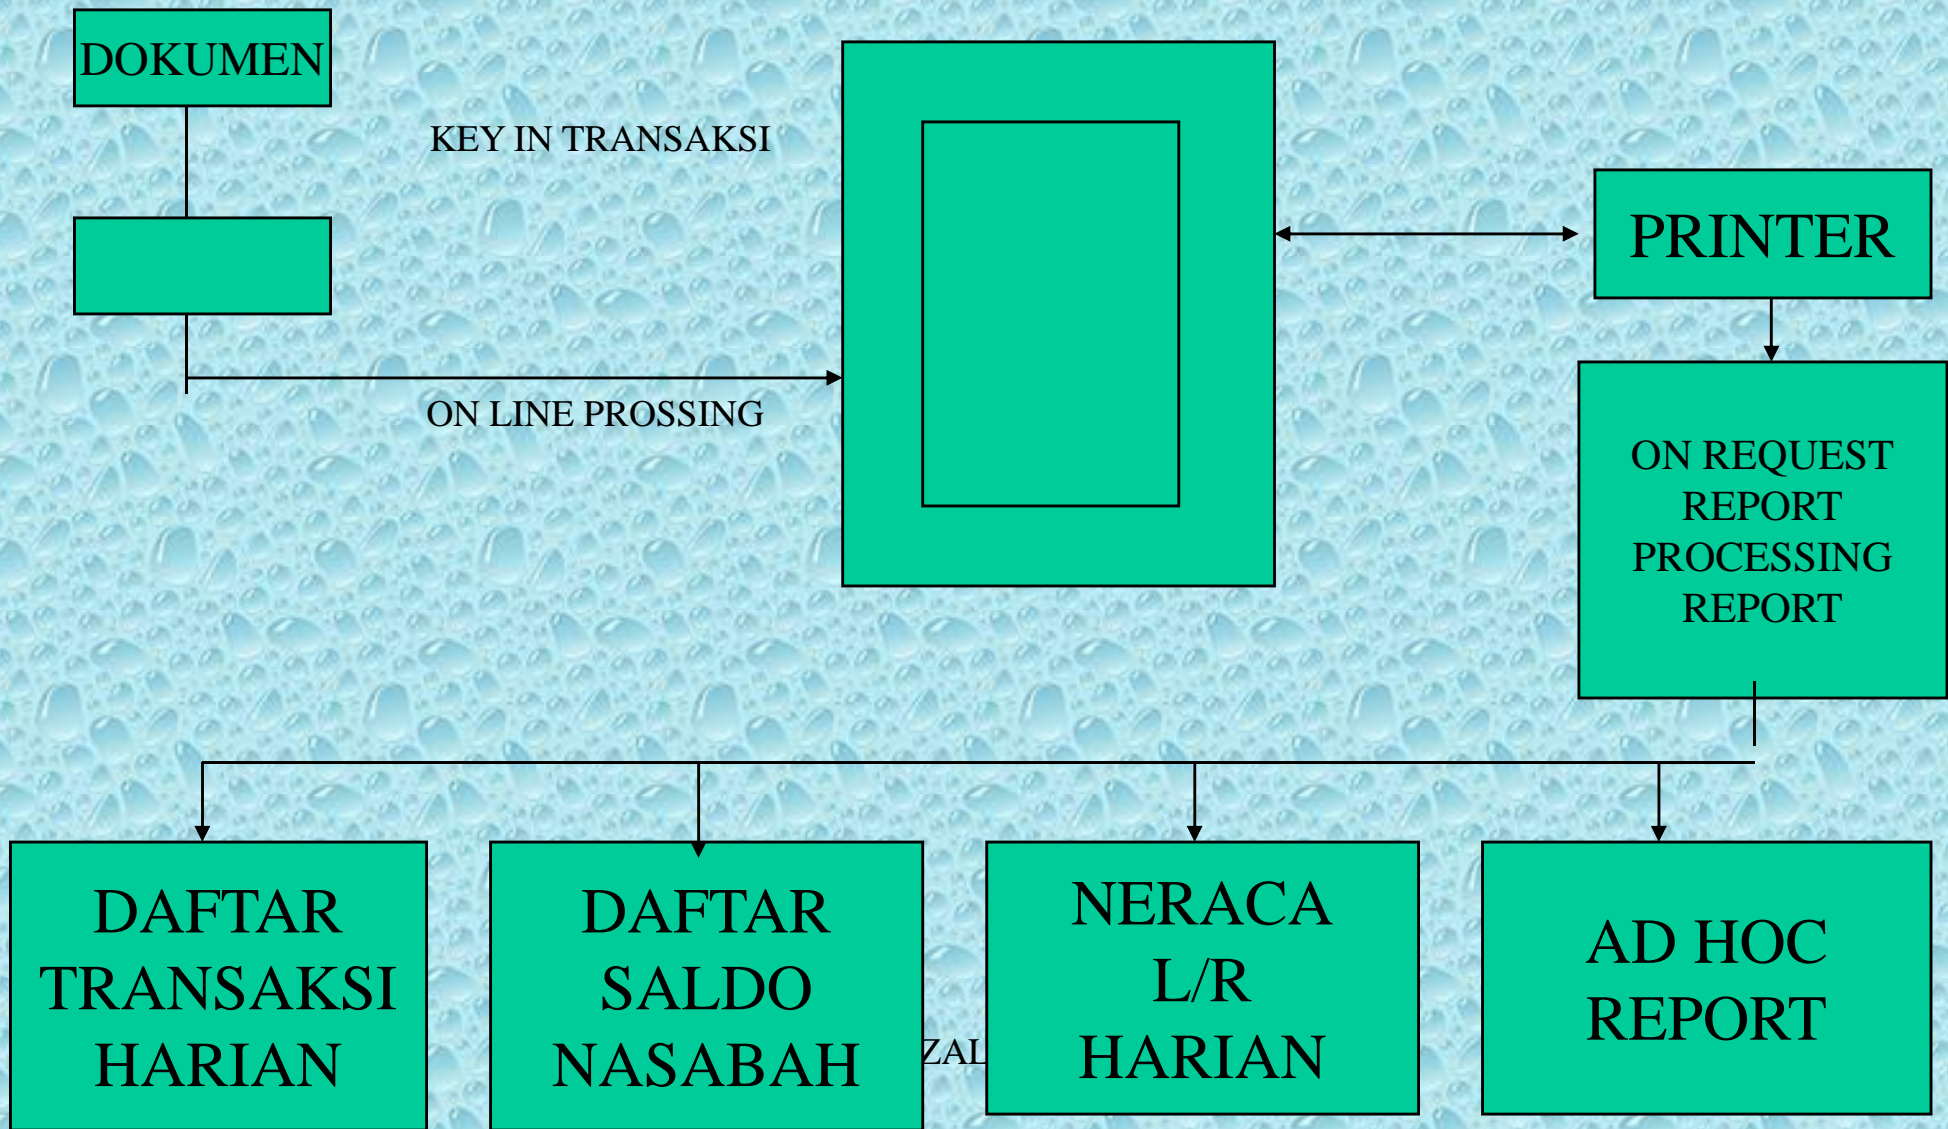 DOKUMEN
KEY IN TRANSAKSI
PRINTER
ON LINE PROSSING
ON REQUEST
REPORT
PROCESSING
REPORT
DAFTAR
TRANSAKSI
HARIAN
DAFTAR
SALDO
NASABAH
NERACA
L/R
HARIAN
AD HOC
REPORT